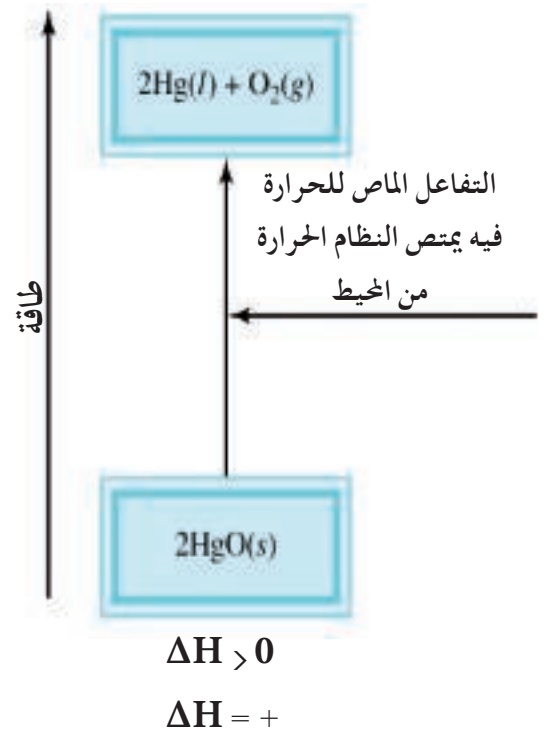 2Hg(l) + O₂(g)
التفاعل الماص للحرارة
فيه يمتص النظام الحرارة
من المحيط
طاقة
2HgO(s)
ΔH > 0
ΔH = +